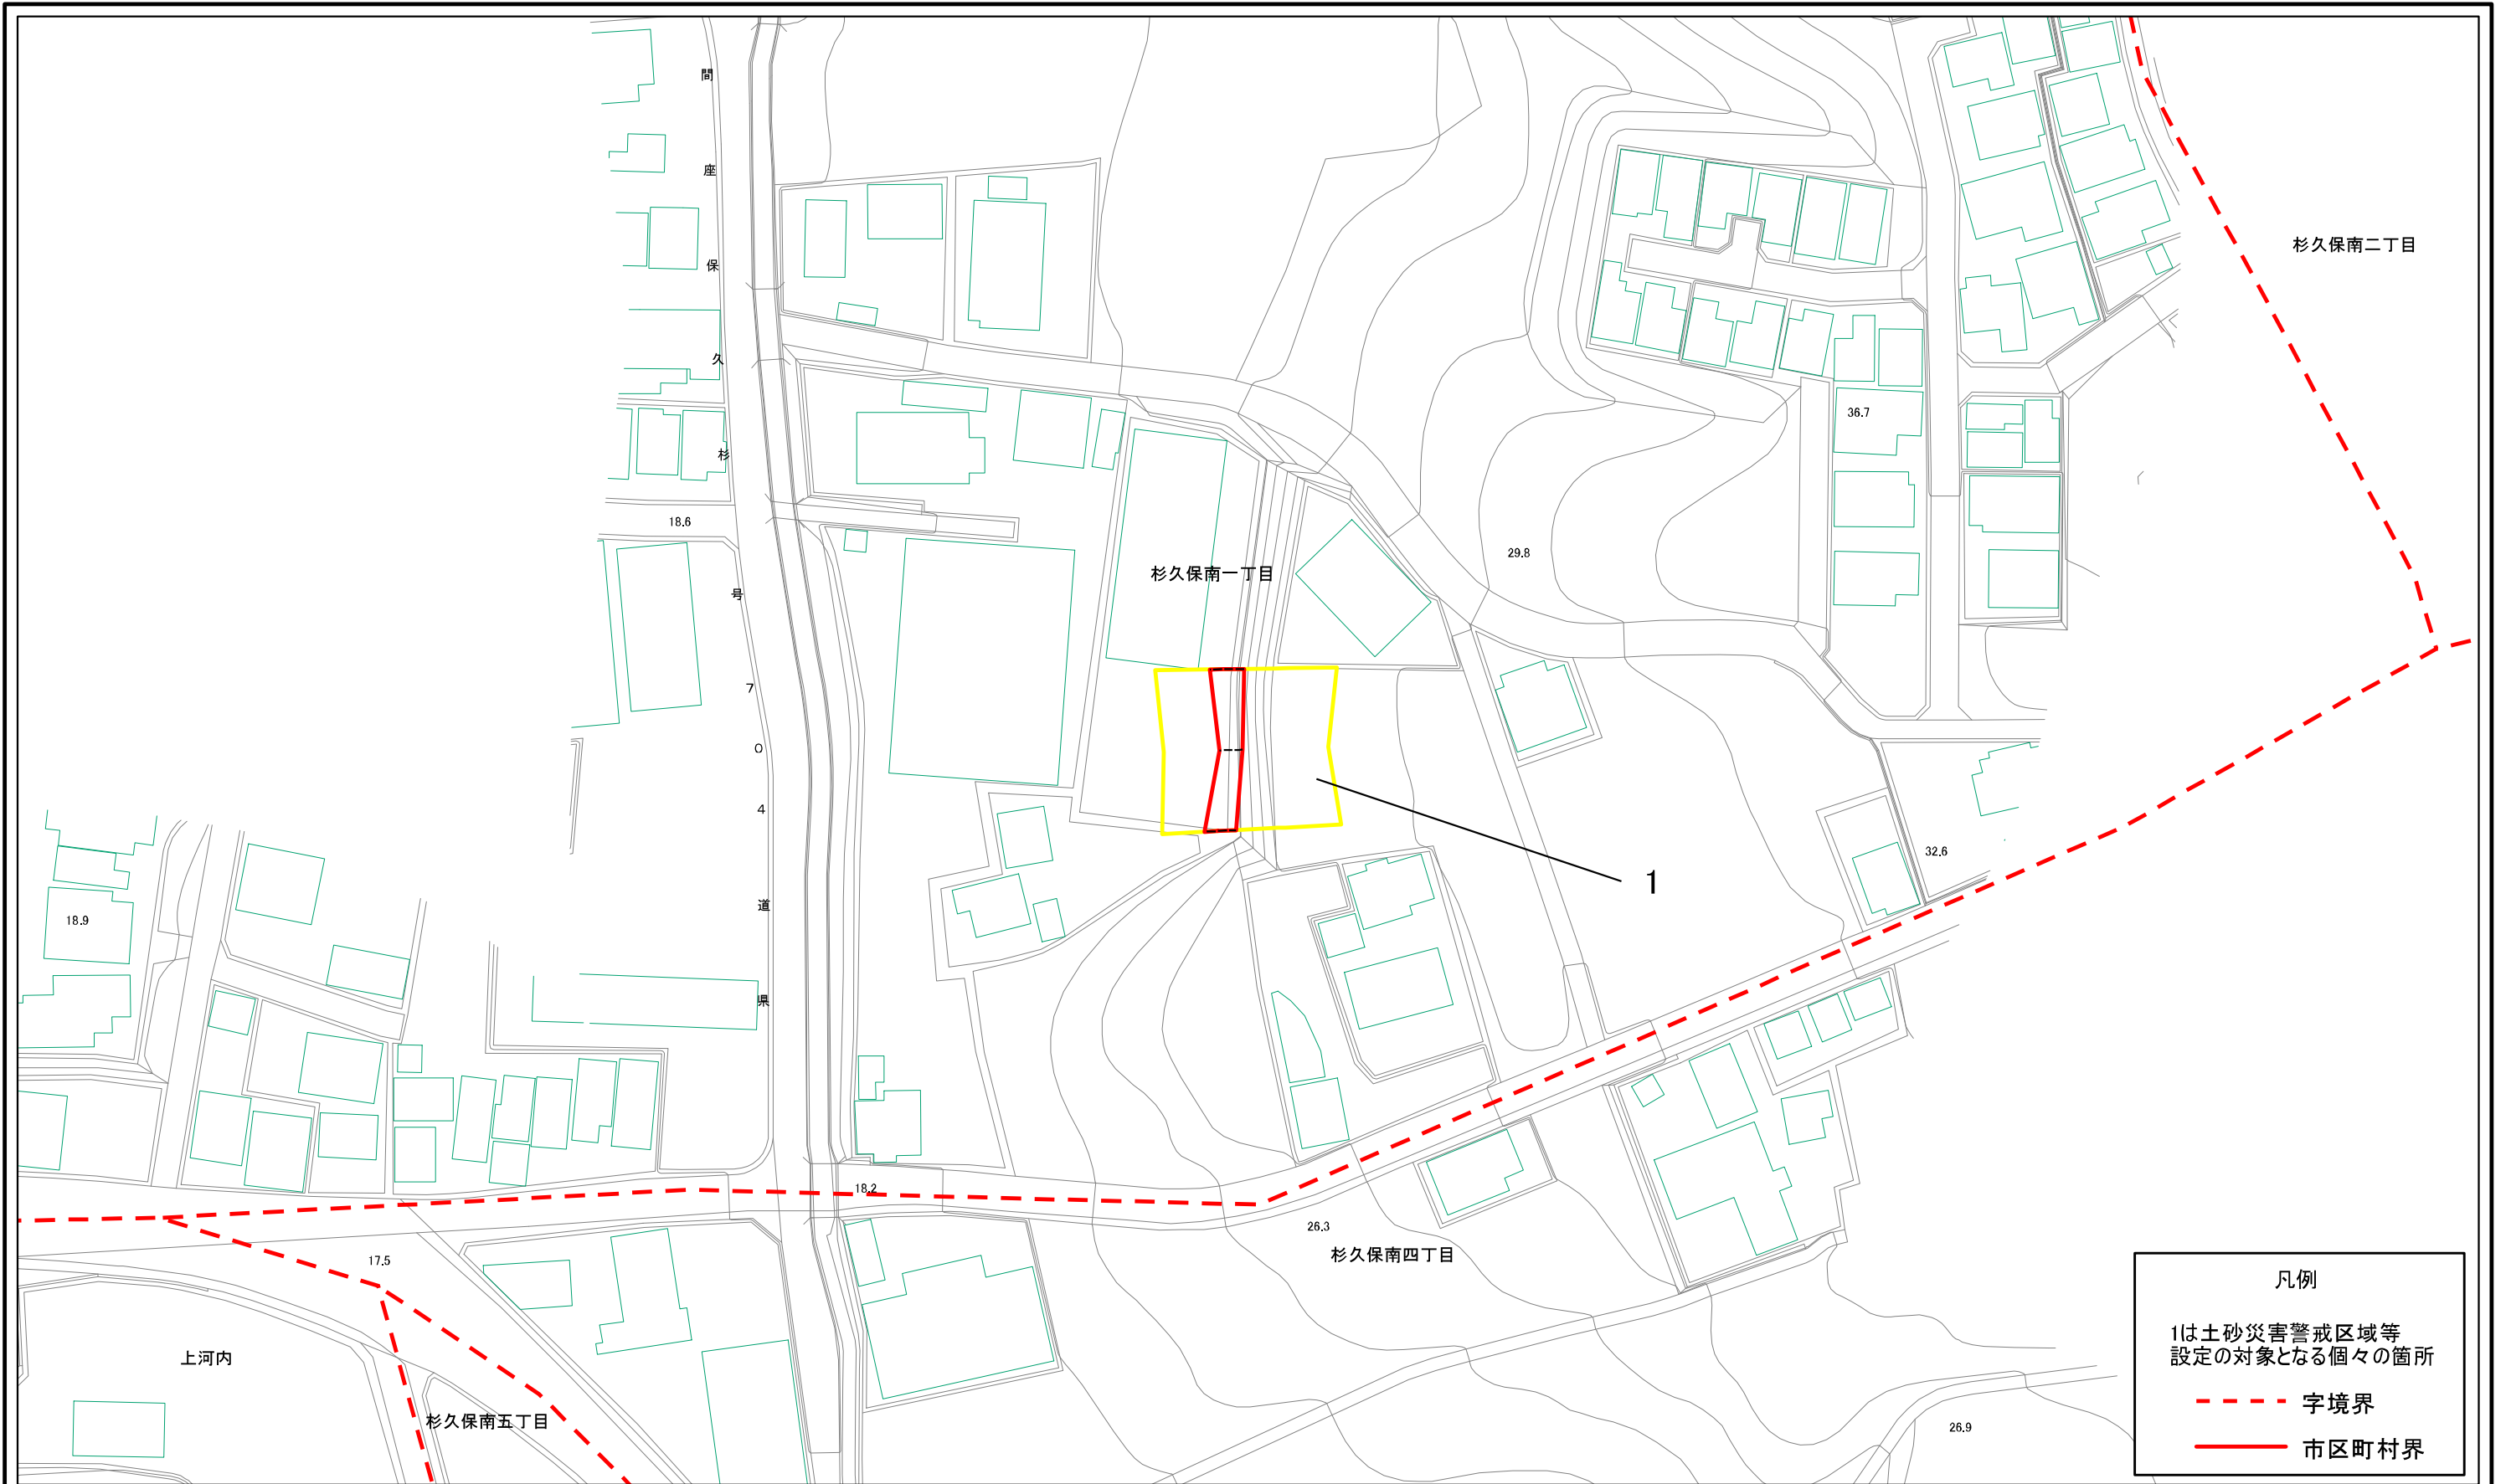 間
座
保
久
杉
号
7
0
4
道
県
杉久保南二丁目
36.7
18.6
29.8
杉久保南一丁目
1
32.6
18.9
18.2
26.3
杉久保南四丁目
17.5
上河内
杉久保南五丁目
26.9
凡例
1は土砂災害警戒区域等
設定の対象となる個々の箇所
字境界
市区町村界